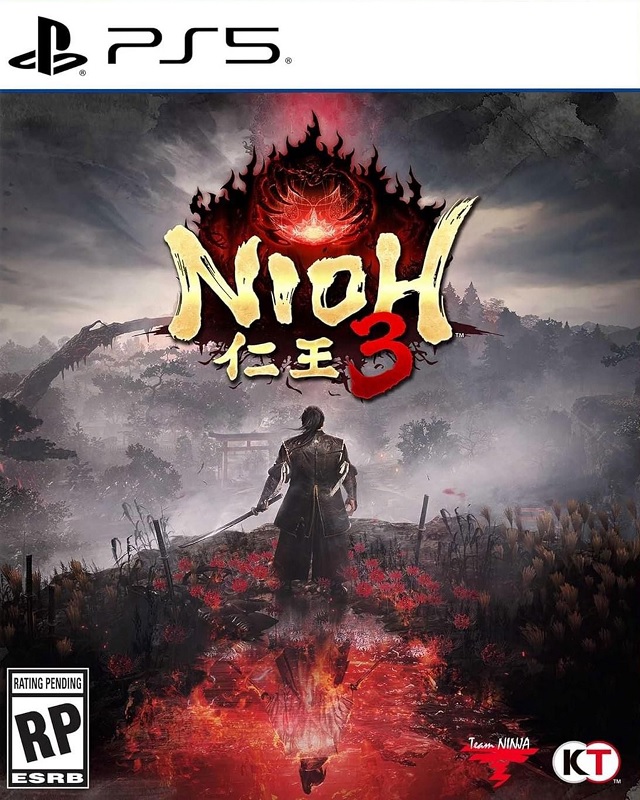 PS5
NIOH
仁王3
RATING PENDING
RP
ESRB
Team NINJA
KT